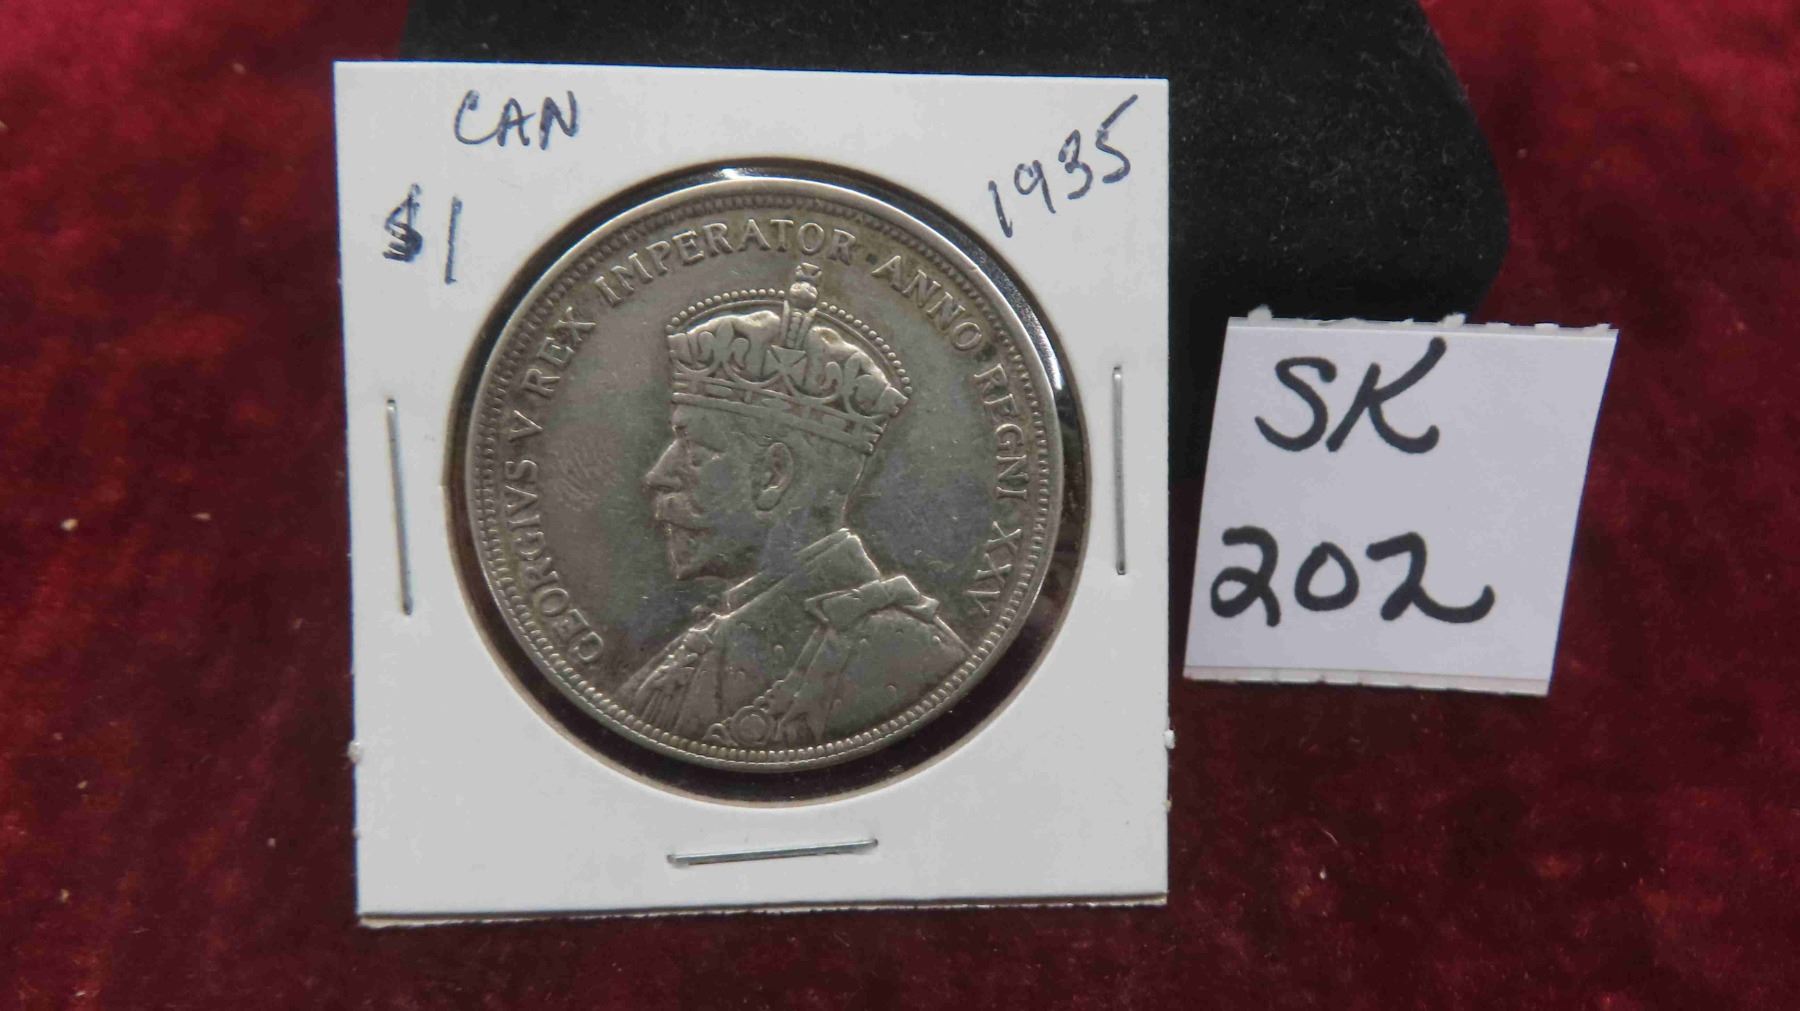 CAN
1935
$1
GEORGIVS V REX IMPERATOR ANNO REGNI XXV
SK
202